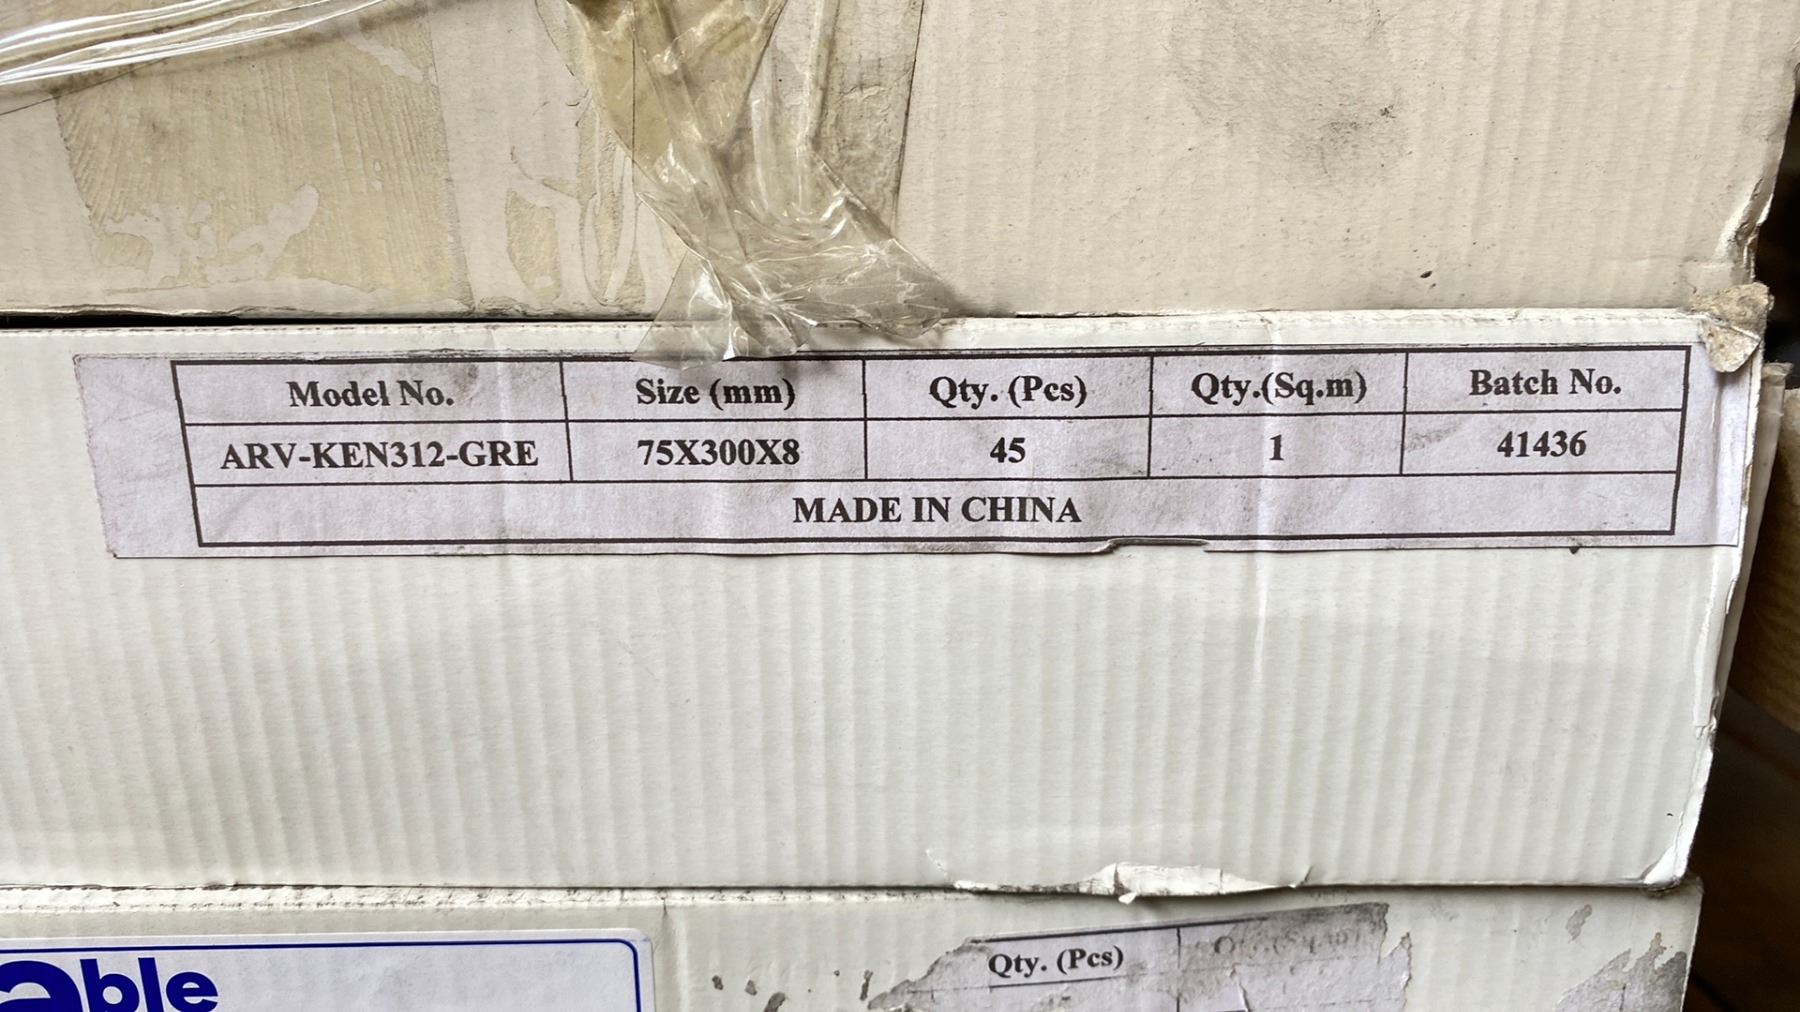 Model No. Size (mm) Qty. (Pcs) Qty.(Sq.m) Batch No.
ARV-KEN312-GRE 75X300X8 45 1 41436
MADE IN CHINA
Qty. (Pcs)
ble